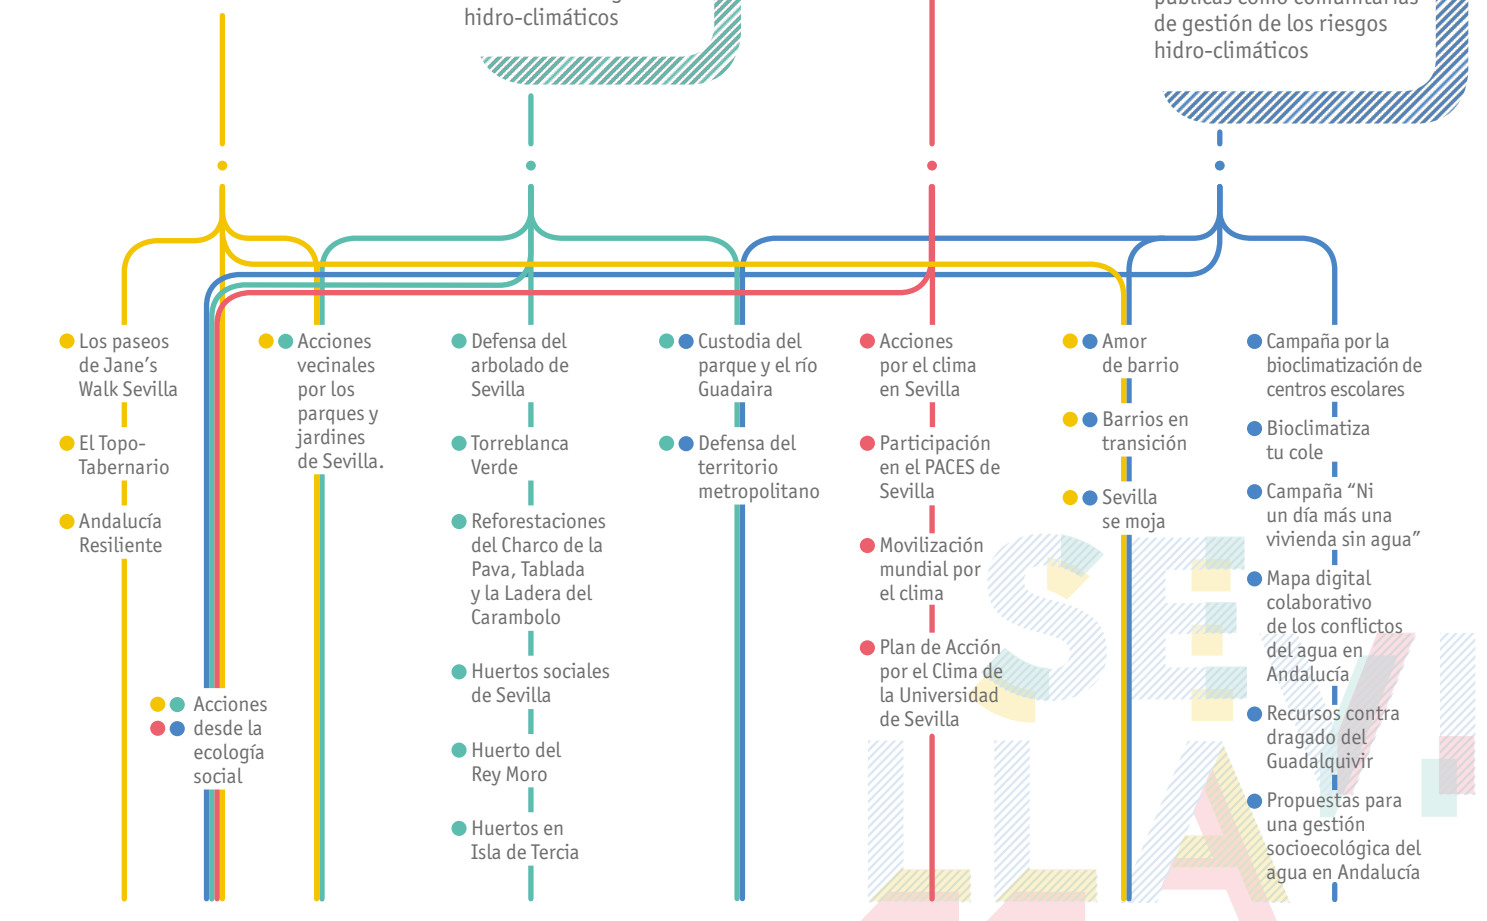 hidro-climáticos
públicas como comunitarias
de gestión de los riesgos
hidro-climáticos
Los paseos
de Jane’s
Walk Sevilla
El Topo-
Tabernario
Andalucía
Resiliente
Acciones
desde la
ecología
social
Acciones
vecinales
por los
parques y
jardines
de Sevilla.
Defensa del
arbolado de
Sevilla
Torreblanca
Verde
Reforestaciones
del Charco de la
Pava, Tablada
y la Ladera del
Carambolo
Huertos sociales
de Sevilla
Huerto del
Rey Moro
Huertos en
Isla de Tercia
Custodia del
parque y el río
Guadaira
Defensa del
territorio
metropolitano
Acciones
por el clima
en Sevilla
Participación
en el PACES de
Sevilla
Movilización
mundial por
el clima
Plan de Acción
por el Clima de
la Universidad
de Sevilla
Amor
de barrio
Barrios en
transición
Sevilla
se moja
Campaña por la
bioclimatización de
centros escolares
Bioclimatiza
tu cole
Campaña “Ni
un día más una
vivienda sin agua”
Mapa digital
colaborativo
de los conflictos
del agua en
Andalucía
Recursos contra
dragado del
Guadalquivir
Propuestas para
una gestión
socioecológica del
agua en Andalucía
SEVI
LLA